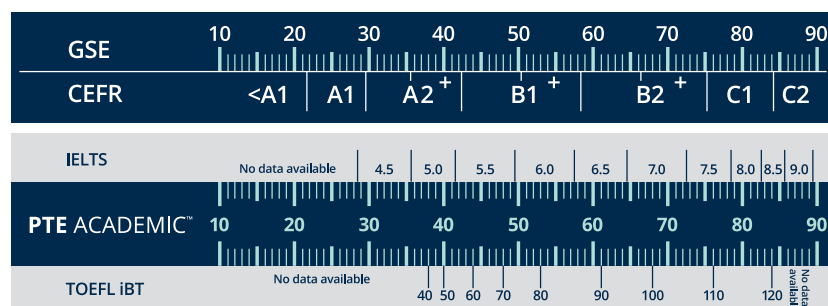 10 20 30 40 50 60 70 80 90
GSE
CEFR <A1 A1 A2+ B1+ B2+ C1 C2
IELTS No data available 4.5 5.0 5.5 6.0 6.5 7.0 7.5 8.0 8.5 9.0
PTE ACADEMIC™ 10 20 30 40 50 60 70 80 90
TOEFL iBT No data available 40 50 60 70 80 90 100 110 120 No data available